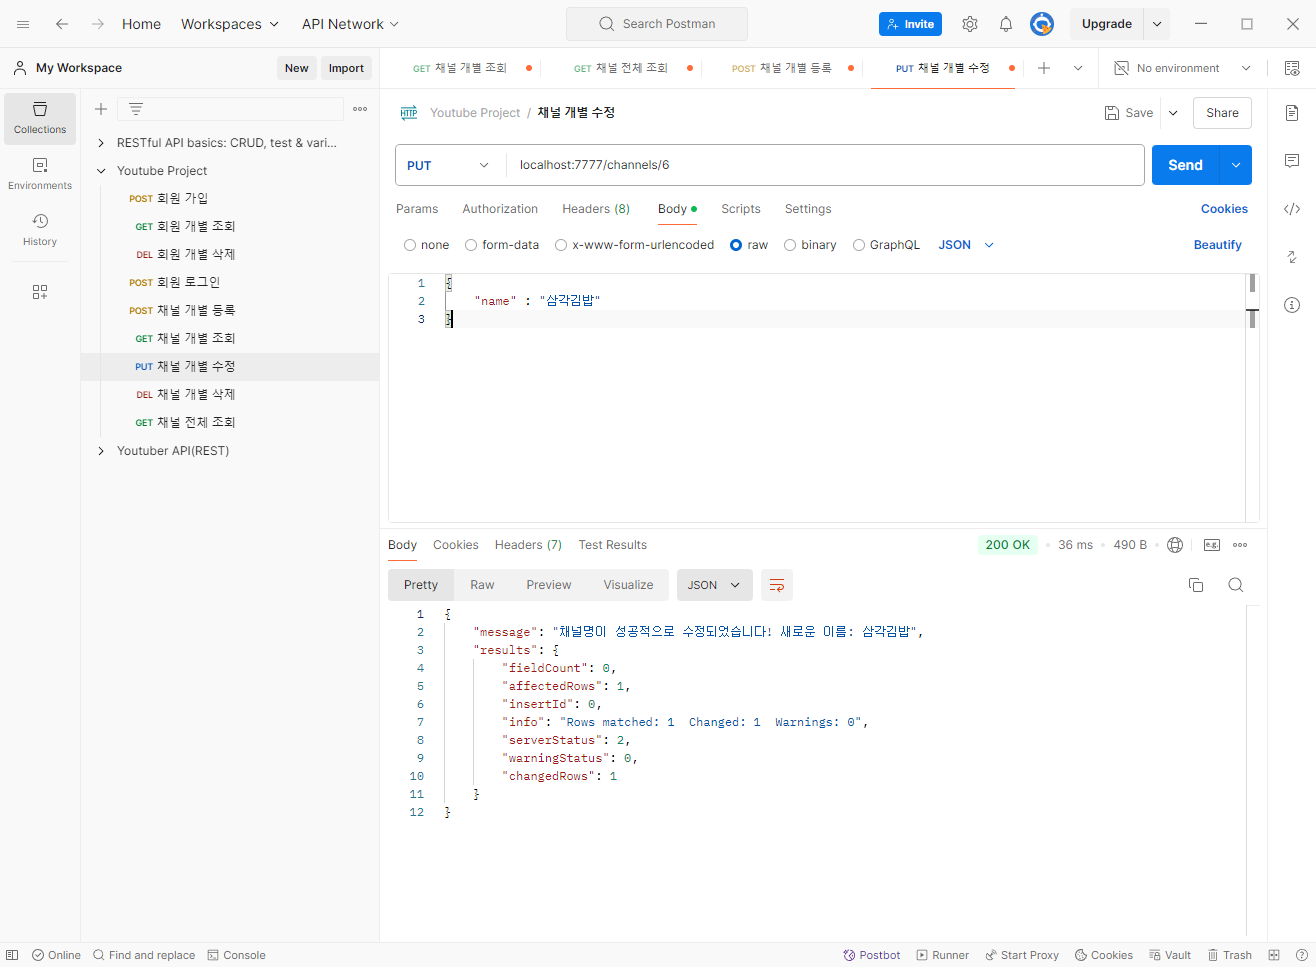 Home Workspaces API Network Search Postman Invite Upgrade
My Workspace New Import
GET 채널 개별 조회 GET 채널 전체 조회 POST 채널 개별 등록 PUT 채널 개별 수정 No environment
Collections
Environments
History
RESTful API basics: CRUD, test & vari...
Youtube Project
POST 회원 가입
GET 회원 개별 조회
DEL 회원 개별 삭제
POST 회원 로그인
POST 채널 개별 등록
GET 채널 개별 조회
PUT 채널 개별 수정
DEL 채널 개별 삭제
GET 채널 전체 조회
Youtuber API(REST)
HTTP Youtube Project / 채널 개별 수정 Save Share
PUT localhost:7777/channels/6 Send
Params Authorization Headers (8) Body Scripts Settings Cookies
none form-data x-www-form-urlencoded raw binary GraphQL JSON Beautify
1 {
2 "name" : "삼각김밥"
3 }
Body Cookies Headers (7) Test Results 200 OK 36 ms 490 B e.g.
Pretty Raw Preview Visualize JSON
1 {
2 "message": "채널명이 성공적으로 수정되었습니다! 새로운 이름: 삼각김밥",
3 "results": {
4 "fieldCount": 0,
5 "affectedRows": 1,
6 "insertId": 0,
7 "info": "Rows matched: 1  Changed: 1  Warnings: 0",
8 "serverStatus": 2,
9 "warningStatus": 0,
10 "changedRows": 1
11 }
12 }
Online Find and replace Console Postbot Runner Start Proxy Cookies Vault Trash